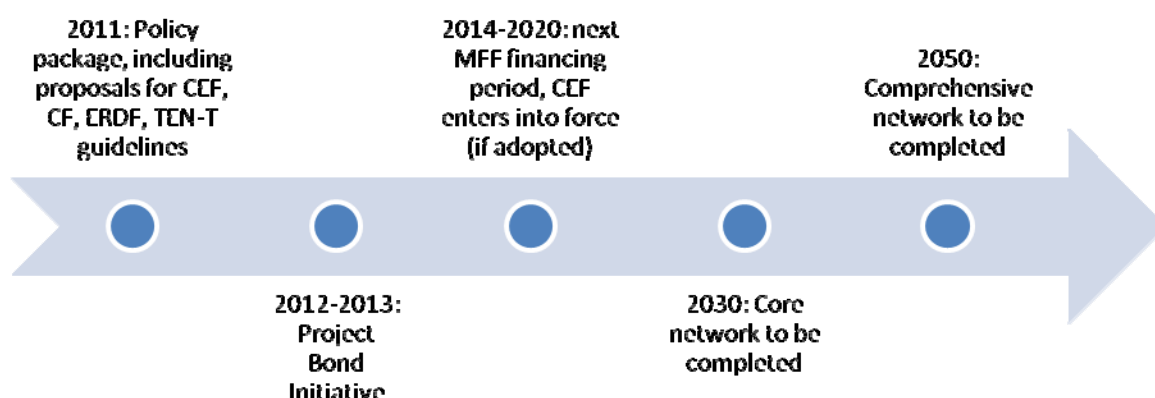 2011: Policy
package, including
proposals for CEF,
CF, ERDF, TEN-T
guidelines
2012-2013:
Project
Bond
Initiative
2014-2020: next
MFF financing
period, CEF
enters into force
(if adopted)
2030: Core
network to be
completed
2050:
Comprehensive
network to be
completed